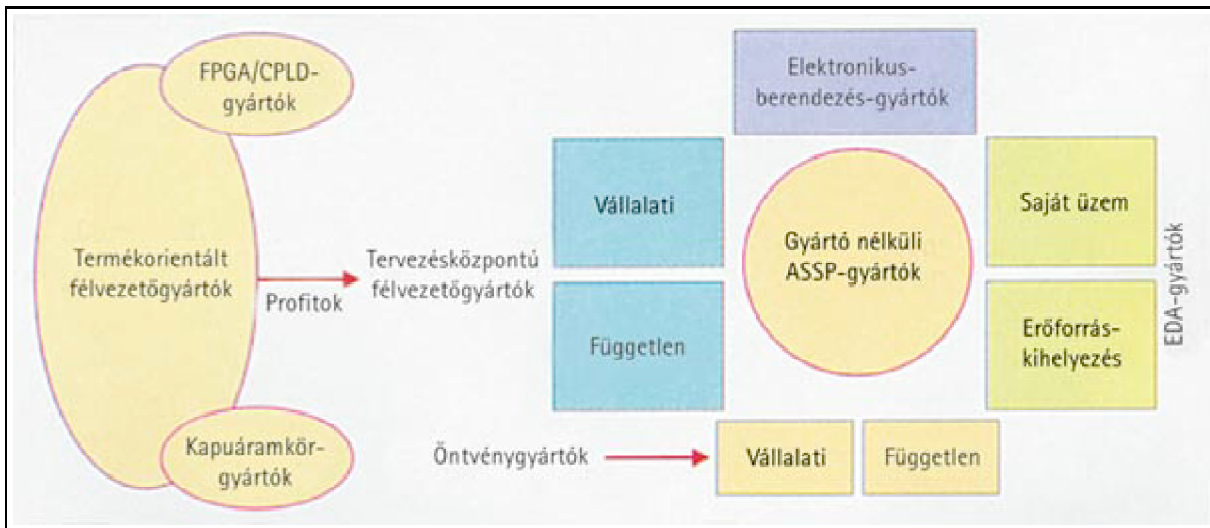 FPGA/CPLD-
gyártók
Termékorientált
félvezetőgyártók
Kapuáramkör-
gyártók
Profitok
Tervezésközpontú
félvezetőgyártók
Elektronikus-
berendezés-gyártók
Vállalati
Független
Gyártó nélküli
ASSP-gyártók
Saját üzem
Erőforrás-
kihelyezés
EDA-gyártók
Öntvénygyártók
Vállalati
Független